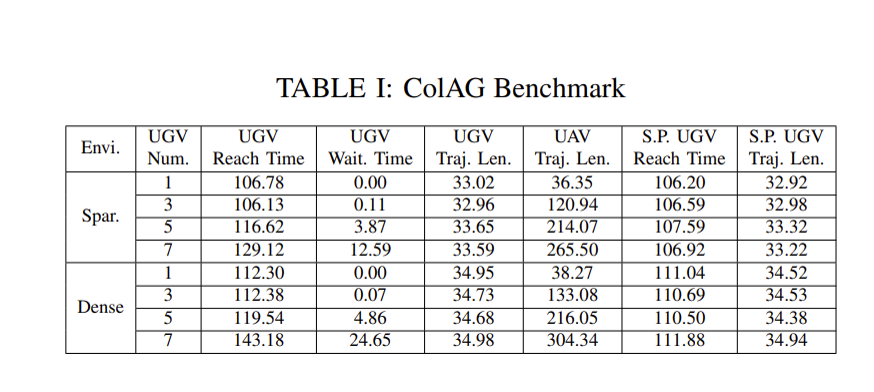 TABLE I: ColAG Benchmark
Envi. UGV Num. UGV Reach Time UGV Wait. Time UGV Traj. Len. UAV Traj. Len. S.P. UGV Reach Time S.P. UGV Traj. Len.
Spar. 1 106.78 0.00 33.02 36.35 106.20 32.92
3 106.13 0.11 32.96 120.94 106.59 32.98
5 116.62 3.87 33.65 214.07 107.59 33.32
7 129.12 12.59 33.59 265.50 106.92 33.22
Dense 1 112.30 0.00 34.95 38.27 111.04 34.52
3 112.38 0.07 34.73 133.08 110.69 34.53
5 119.54 4.86 34.68 216.05 110.50 34.38
7 143.18 24.65 34.98 304.34 111.88 34.94